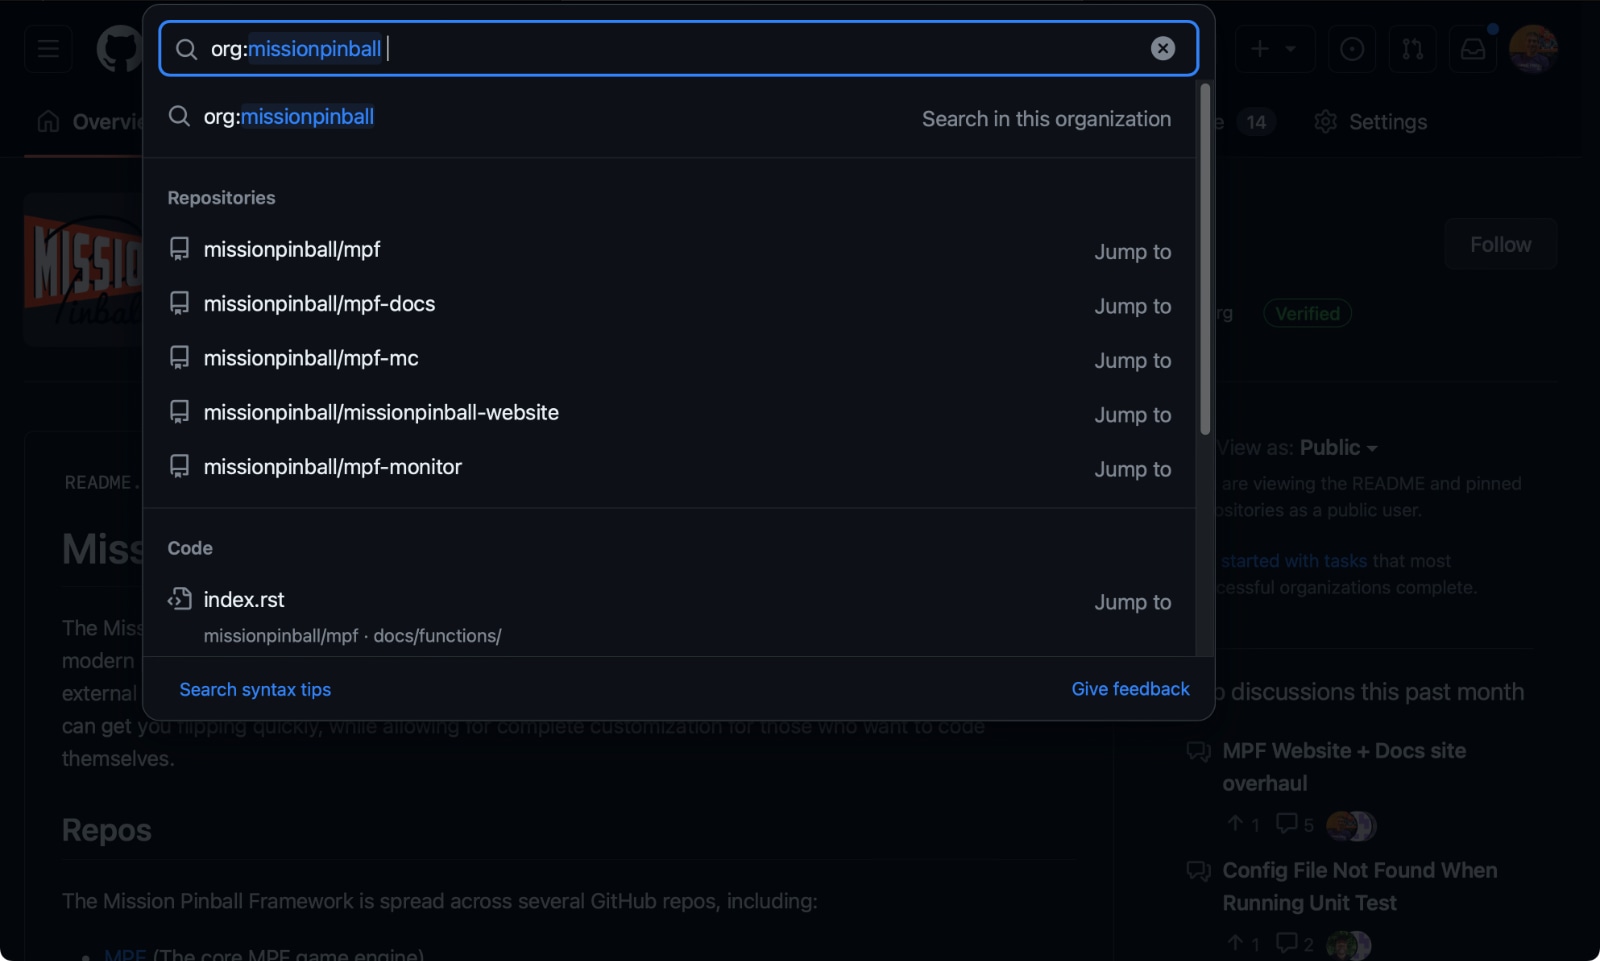 org:missionpinball
org:missionpinball
Search in this organization
Overvie
14
Settings
Repositories
missionpinball/mpf
Jump to
missionpinball/mpf-docs
Jump to
missionpinball/mpf-mc
Jump to
missionpinball/missionpinball-website
Jump to
missionpinball/mpf-monitor
Jump to
Code
index.rst
Jump to
missionpinball/mpf · docs/functions/
Search syntax tips
Give feedback
MISSIO
Pinbal
Follow
rg
Verified
View as: Public
are viewing the README and pinned
ositories as a public user.
started with tasks that most
cessful organizations complete.
README.
Miss
The Miss
modern
external
can get you flipping quickly, while allowing for complete customization for those who want to code
themselves.
Repos
The Mission Pinball Framework is spread across several GitHub repos, including:
• MPF (The core MPF game engine)
p discussions this past month
MPF Website + Docs site
overhaul
1
5
Config File Not Found When
Running Unit Test
1
2